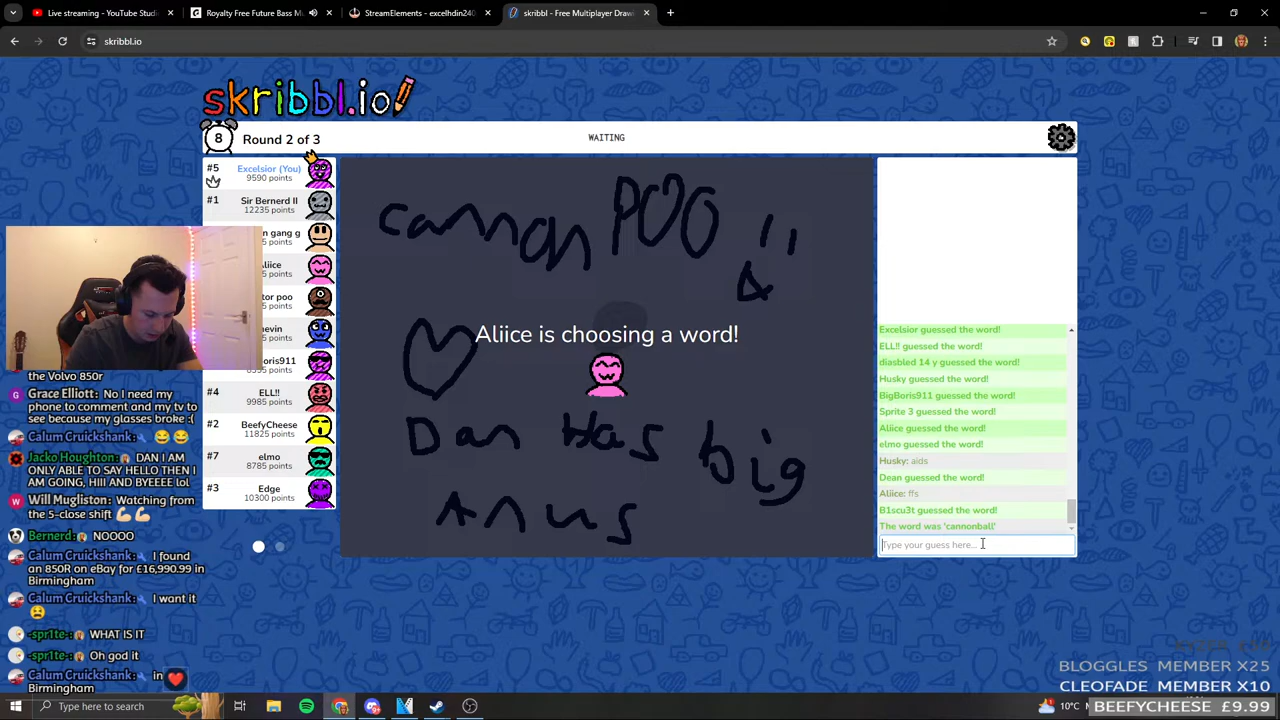 Live streaming - YouTube Studio
Royalty Free Bass Mu
StreamElements - excelhdin240
skribbl - Free Multiplayer Drawi
skribbl.io
skribbl.io
8
Round 2 of 3
WAITING
#5
Excelsior (You)
9590 points
#1
Sir Bernerd II
12235 points
n gang g
points
liice
5 points
tor poo
5 points
hevin
5 points
Boris911
points
#4
ELL!!
9985 points
#2
BeefyCheese
11825 points
#7
elmo
8785 points
#3
Edge
10300 points
cannon POO !!
Aliice is choosing a word!
Dan Has big
Anus
Excelsior guessed the word!
ELL!! guessed the word!
diasbled 14 y guessed the word!
Husky guessed the word!
BigBoris911 guessed the word!
Sprite 3 guessed the word!
Aliice guessed the word!
elmo guessed the word!
Husky: aids
Dean guessed the word!
Aliice: ffs
B1scu3t guessed the word!
The word was 'cannonball'
Type your guess here...
the Volvo 850r
Grace Elliott: No I need my
phone to comment and my tv to
see because my glasses broke :(
Calum Cruickshank:
Jacko Houghton: DAN I AM
ONLY ABLE TO SAY HELLO THEN I
AM GOING, HIII AND BYEEEE lol.
Will Mugliston: Watching from
the 5-close shift
Bernerd: NOOOO
Calum Cruickshank: I found
an 850R on eBay for £16,990.99 in
Birmingham
Calum Cruickshank: I want it
-spr1te-: WHAT IS IT
-spr1te-: Oh god it
Calum Cruickshank: in
Birmingham
BLOGGLES MEMBER X25
CLEOFADE MEMBER X10
BEEFYCHEESE £9.99
Type here to search
10°C